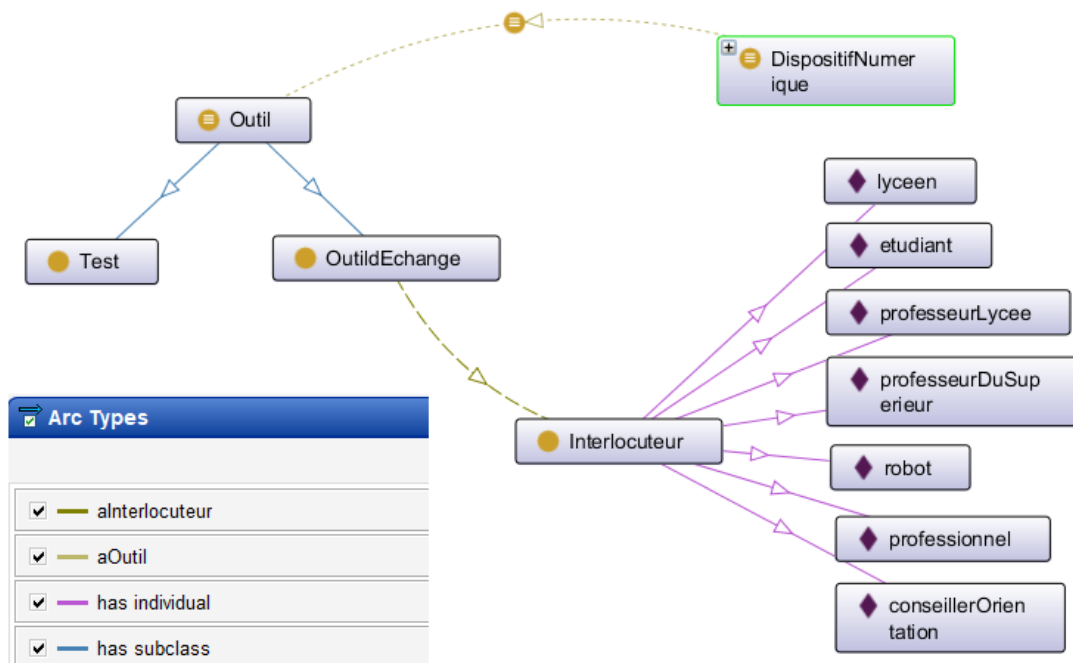 DispositifNumer
ique
Outil
Test
OutildEchange
Interlocuteur
lyceen
etudiant
professeurLycee
professeurDuSup
erieur
robot
professionnel
conseillerOrien
tation
Arc Types
aInterlocuteur
aOutil
has individual
has subclass